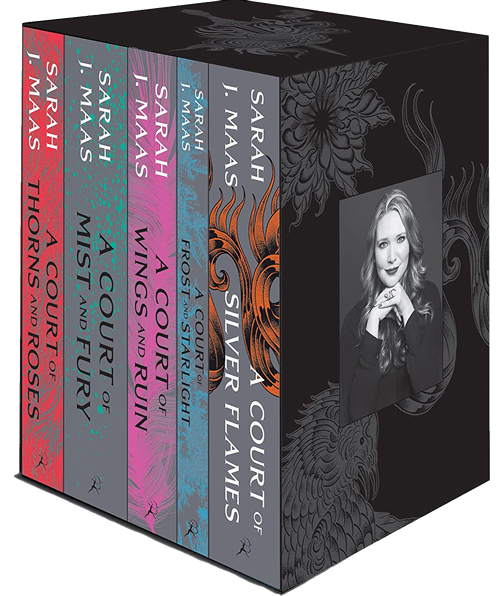 SARAH
J. MAAS
A COURT OF
THORNS AND ROSES
SARAH
J. MAAS
A COURT OF
MIST AND FURY
SARAH
J. MAAS
A COURT OF
WINGS AND RUIN
SARAH
J. MAAS
A COURT OF
FROST AND STARLIGHT
SARAH
J. MAAS
A COURT OF
SILVER FLAMES